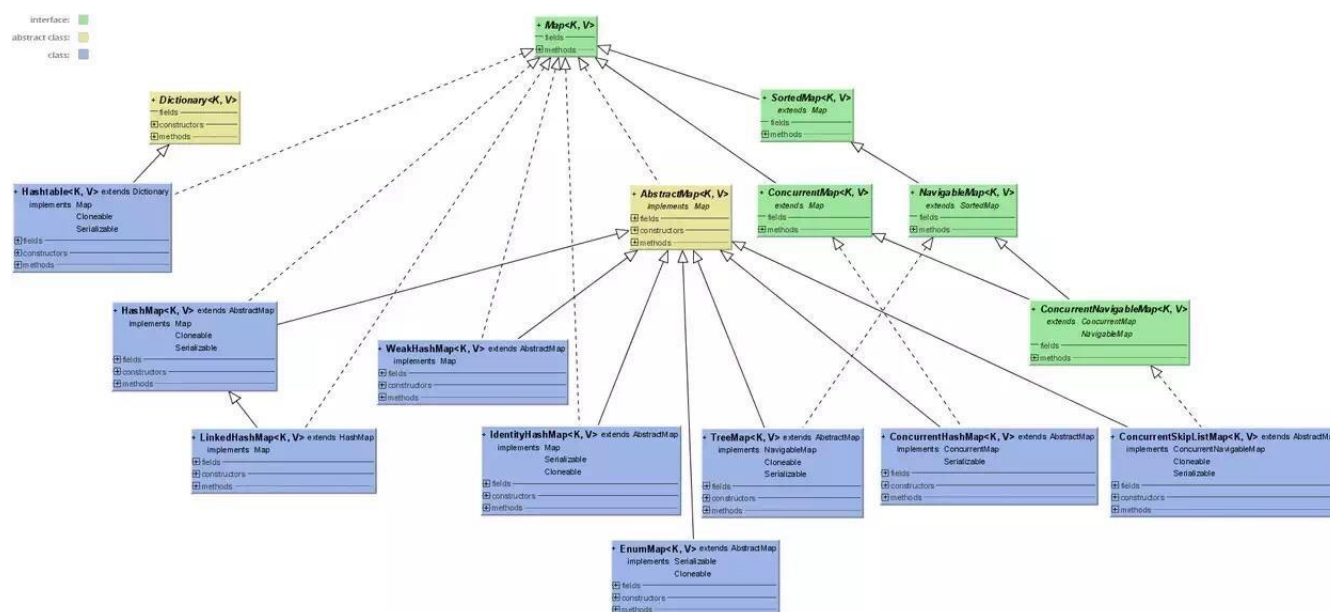 interface:
abstract class:
class:
+ Map<K, V>
fields
methods
+ Dictionary<K, V>
fields
constructors
methods
+ SortedMap<K, V>
extends Map
fields
methods
+ Hashtable<K, V> extends Dictionary
implements Map
Cloneable
Serializable
fields
constructors
methods
+ AbstractMap<K, V>
implements Map
fields
constructors
methods
+ ConcurrentMap<K, V>
extends Map
fields
methods
+ NavigableMap<K, V>
extends SortedMap
fields
methods
+ HashMap<K, V> extends AbstractMap
implements Map
Cloneable
Serializable
fields
constructors
methods
+ WeakHashMap<K, V> extends AbstractMap
implements Map
fields
constructors
methods
+ ConcurrentNavigableMap<K, V>
extends ConcurrentMap
NavigableMap
fields
methods
+ LinkedHashMap<K, V> extends HashMap
implements Map
fields
constructors
methods
+ IdentityHashMap<K, V> extends AbstractMap
implements Map
Serializable
Cloneable
fields
constructors
methods
+ TreeMap<K, V> extends AbstractMap
implements NavigableMap
Cloneable
Serializable
fields
constructors
methods
+ ConcurrentHashMap<K, V> extends AbstractMap
implements ConcurrentMap
Serializable
fields
constructors
methods
+ ConcurrentSkipListMap<K, V> extends AbstractMa
implements ConcurrentNavigableMap
Cloneable
Serializable
fields
constructors
methods
+ EnumMap<K, V> extends AbstractMap
implements Serializable
Cloneable
fields
constructors
methods